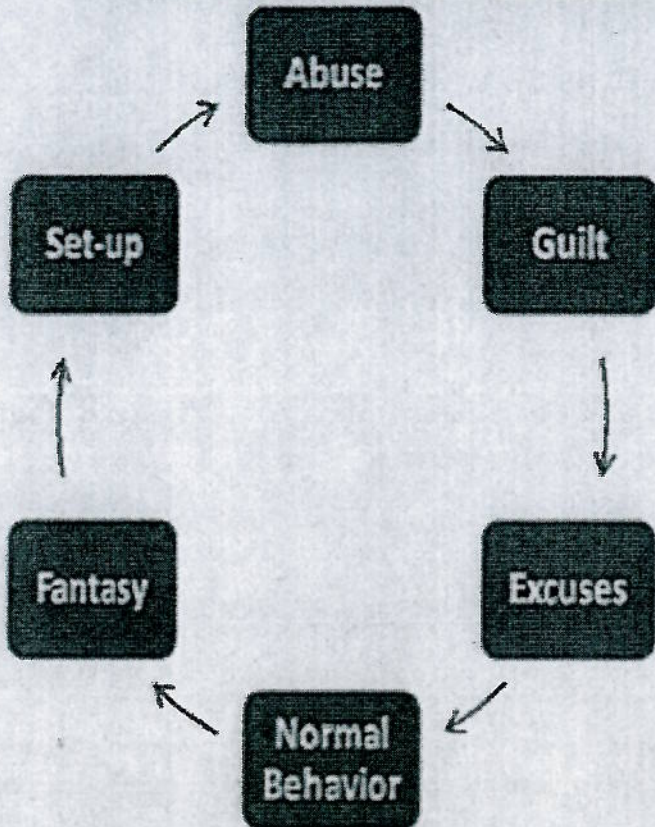 Abuse
Guilt
Excuses
Normal
Behavior
Fantasy
Set-up